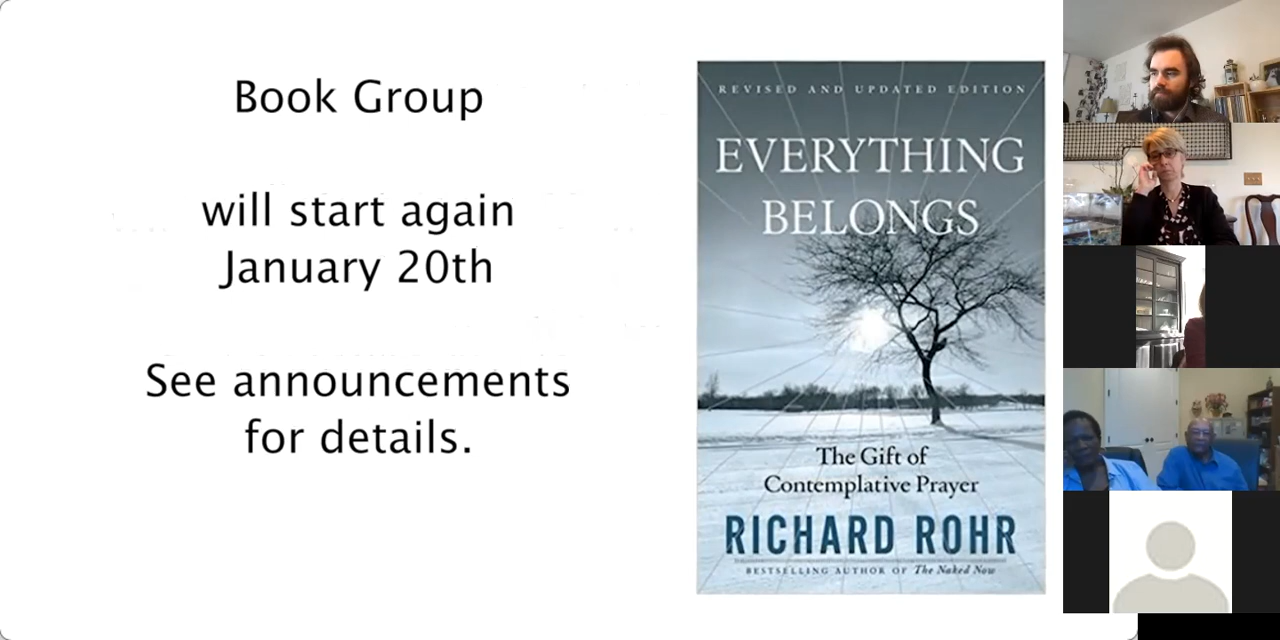 Book Group
will start again
January 20th
See announcements
for details.
REVISED AND UPDATED EDITION
EVERYTHING
BELONGS
The Gift of
Contemplative Prayer
RICHARD ROHR
BESTSELLING AUTHOR OF The Naked Now